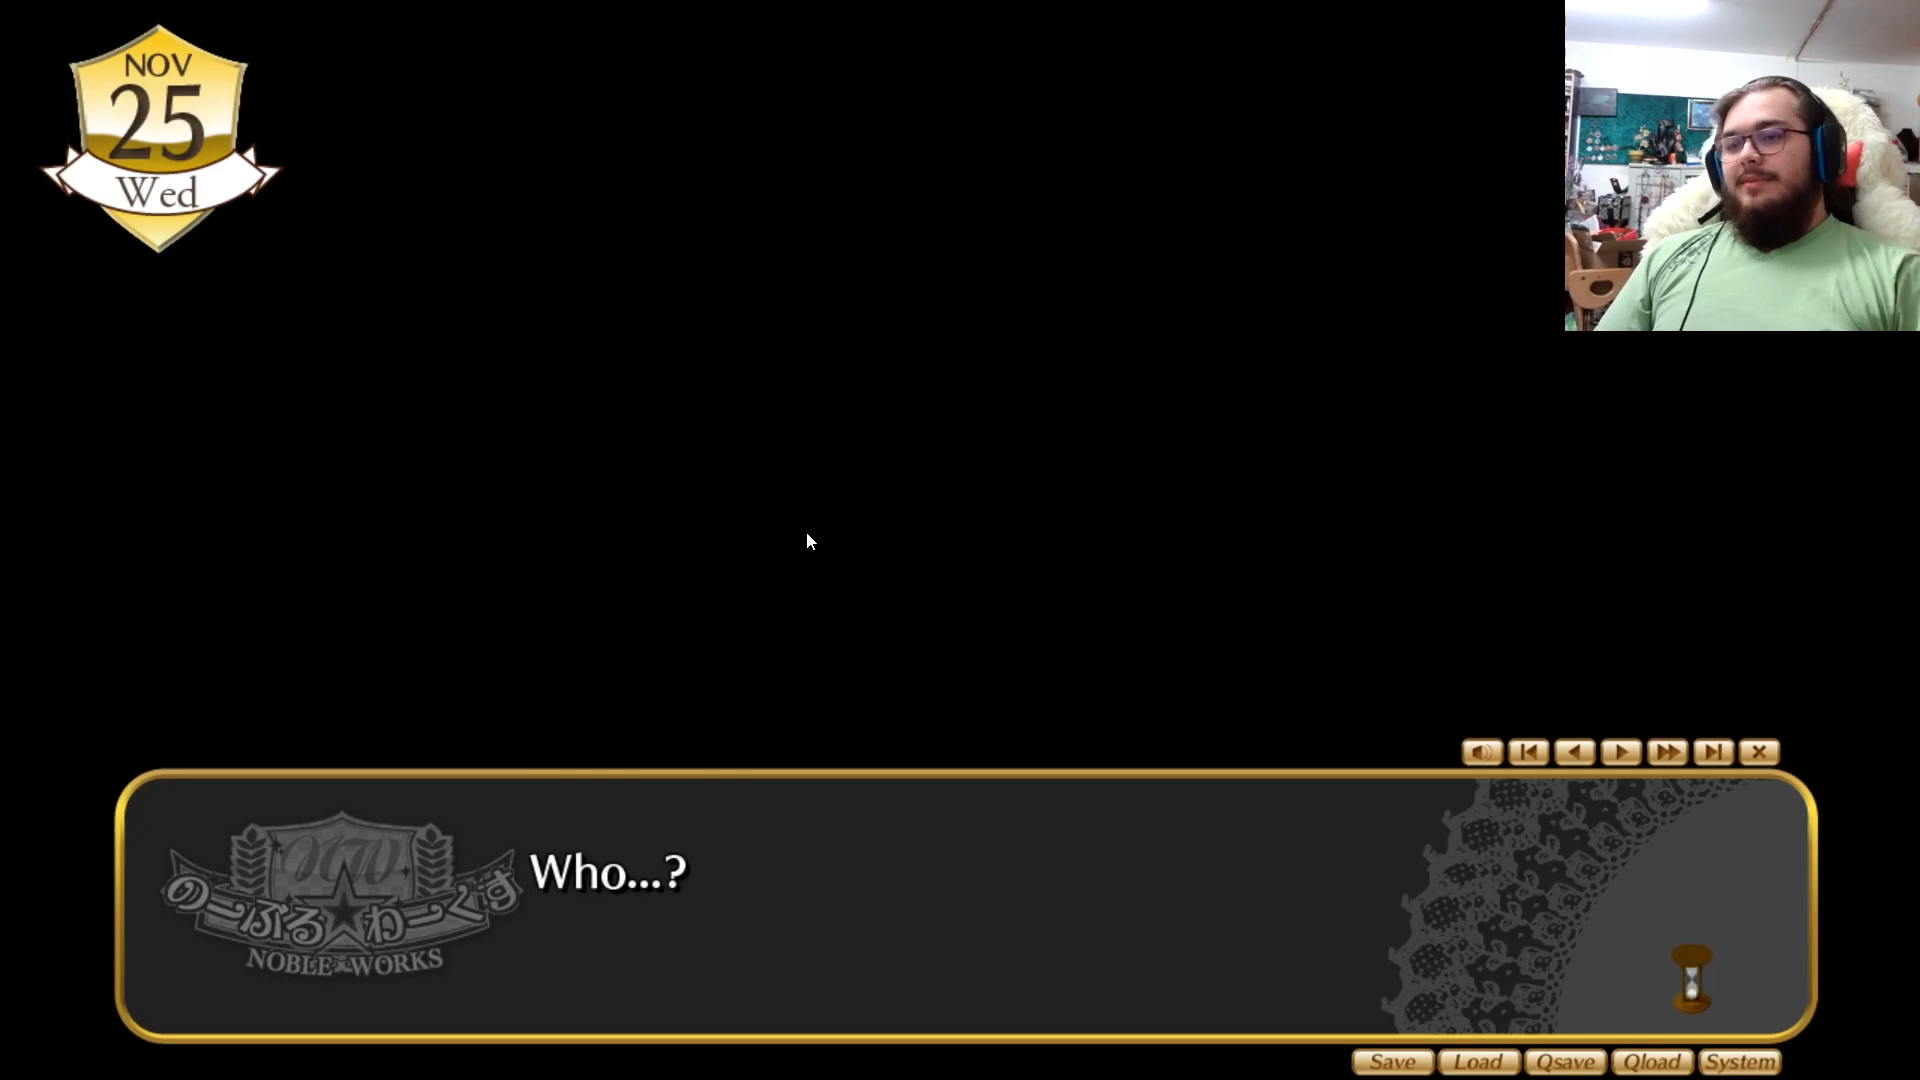 NOV
25
Wed
Who...?
NW
のーぶる★わーくす
NOBLE☆WORKS
Save
Load
Qsave
Qload
System